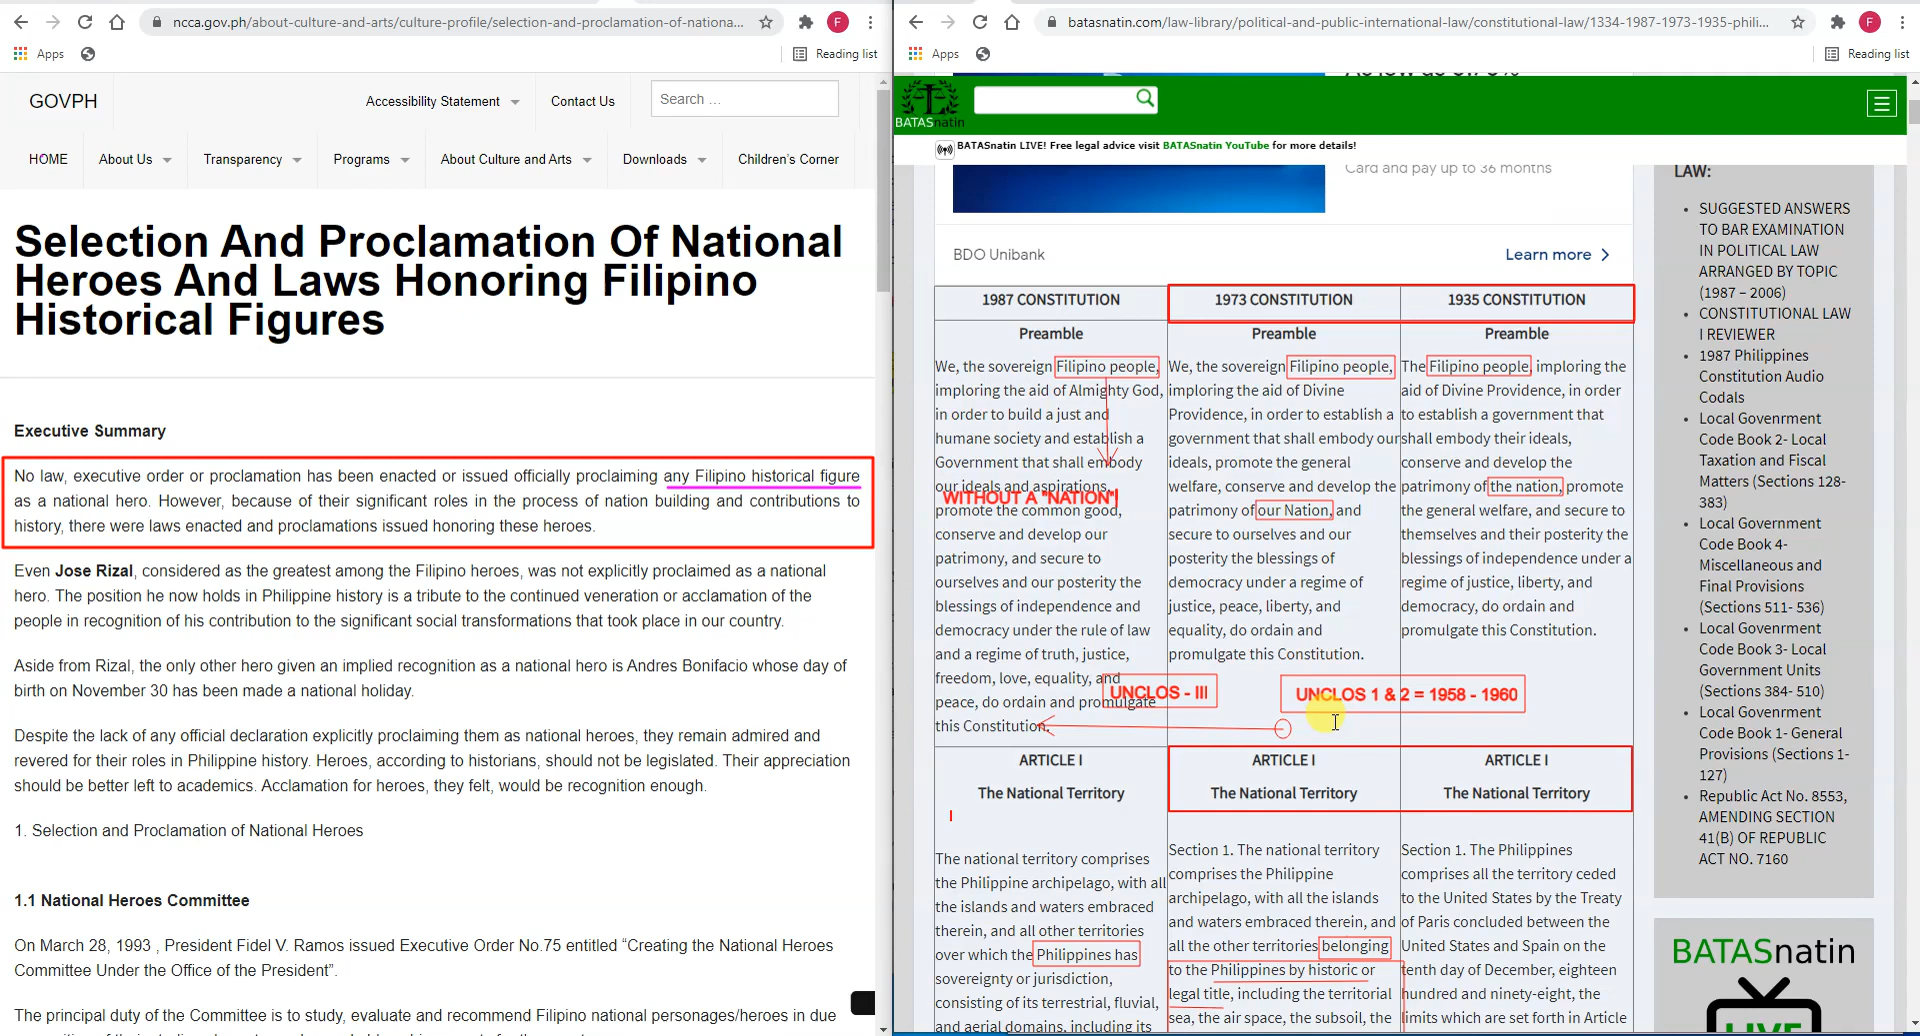 ncca.gov.ph/about-culture-and-arts/culture-profile/selection-and-proclamation-of-nationa...
F
Apps
Reading list
GOVPH
Accessibility Statement
Contact Us
Search ...
HOME
About Us
Transparency
Programs
About Culture and Arts
Downloads
Children's Corner
Selection And Proclamation Of National
Heroes And Laws Honoring Filipino
Historical Figures
Executive Summary
No law, executive order or proclamation has been enacted or issued officially proclaiming any Filipino historical figure
as a national hero. However, because of their significant roles in the process of nation building and contributions to
history, there were laws enacted and proclamations issued honoring these heroes.
Even Jose Rizal, considered as the greatest among the Filipino heroes, was not explicitly proclaimed as a national
hero. The position he now holds in Philippine history is a tribute to the continued veneration or acclamation of the
people in recognition of his contribution to the significant social transformations that took place in our country.
Aside from Rizal, the only other hero given an implied recognition as a national hero is Andres Bonifacio whose day of
birth on November 30 has been made a national holiday.
Despite the lack of any official declaration explicitly proclaiming them as national heroes, they remain admired and
revered for their roles in Philippine history. Heroes, according to historians, should not be legislated. Their appreciation
should be better left to academics. Acclamation for heroes, they felt, would be recognition enough.
1. Selection and Proclamation of National Heroes
1.1 National Heroes Committee
On March 28, 1993 , President Fidel V. Ramos issued Executive Order No.75 entitled “Creating the National Heroes
Committee Under the Office of the President”.
The principal duty of the Committee is to study, evaluate and recommend Filipino national personages/heroes in due
batasnatin.com/law-library/political-and-public-international-law/constitutional-law/1334-1987-1973-1935-phili...
F
Apps
Reading list
BATASnatin
BATASnatin LIVE! Free legal advice visit BATASnatin YouTube for more details!
Card and pay up to 36 months
BDO Unibank
Learn more
1987 CONSTITUTION
Preamble
We, the sovereign Filipino people,
imploring the aid of Almighty God,
in order to build a just and
humane society and establish a
Government that shall embody
our ideals and aspirations,
WITHOUT A "NATION"
promote the common good,
conserve and develop our
patrimony, and secure to
ourselves and our posterity the
blessings of independence and
democracy under the rule of law
and a regime of truth, justice,
freedom, love, equality, and
UNCLOS - III
peace, do ordain and promulgate
this Constitution.
1973 CONSTITUTION
Preamble
We, the sovereign Filipino people,
imploring the aid of Divine
Providence, in order to establish a
government that shall embody our
ideals, promote the general
welfare, conserve and develop the
patrimony of our Nation, and
secure to ourselves and our
posterity the blessings of
democracy under a regime of
justice, peace, liberty, and
equality, do ordain and
promulgate this Constitution.
UNCLOS 1 & 2 = 1958 - 1960
1935 CONSTITUTION
Preamble
The Filipino people, imploring the
aid of Divine Providence, in order
to establish a government that
shall embody their ideals,
conserve and develop the
patrimony of the nation, promote
the general welfare, and secure to
themselves and their posterity the
blessings of independence under a
regime of justice, liberty, and
democracy, do ordain and
promulgate this Constitution.
ARTICLE I
The National Territory
The national territory comprises
the Philippine archipelago, with all
the islands and waters embraced
therein, and all other territories
over which the Philippines has
sovereignty or jurisdiction,
consisting of its terrestrial, fluvial,
and aerial domains, including its
ARTICLE I
The National Territory
Section 1. The national territory
comprises the Philippine
archipelago, with all the islands
and waters embraced therein, and
all the other territories belonging
to the Philippines by historic or
legal title, including the territorial
sea, the air space, the subsoil, the
ARTICLE I
The National Territory
Section 1. The Philippines
comprises all the territory ceded
to the United States by the Treaty
of Paris concluded between the
United States and Spain on the
tenth day of December, eighteen
hundred and ninety-eight, the
limits which are set forth in Article
LAW:
SUGGESTED ANSWERS
TO BAR EXAMINATION
IN POLITICAL LAW
ARRANGED BY TOPIC
(1987 – 2006)
CONSTITUTIONAL LAW
I REVIEWER
1987 Philippines
Constitution Audio
Codals
Local Govenrment
Code Book 2- Local
Taxation and Fiscal
Matters (Sections 128-
383)
Local Govenrment
Code Book 4-
Miscellaneous and
Final Provisions
(Sections 511- 536)
Local Govenrment
Code Book 3- Local
Government Units
(Sections 384- 510)
Local Govenrment
Code Book 1- General
Provisions (Sections 1-
127)
Republic Act No. 8553,
AMENDING SECTION
41(B) OF REPUBLIC
ACT NO. 7160
BATASnatin
LIVE